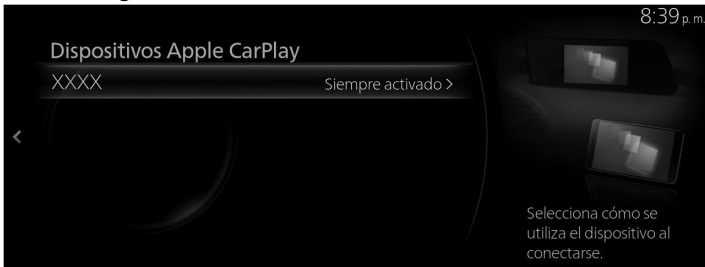 8:39 p. m.
Dispositivos Apple CarPlay
XXXX
Siempre activado >
<
Selecciona cómo se
utiliza el dispositivo al
conectarse.